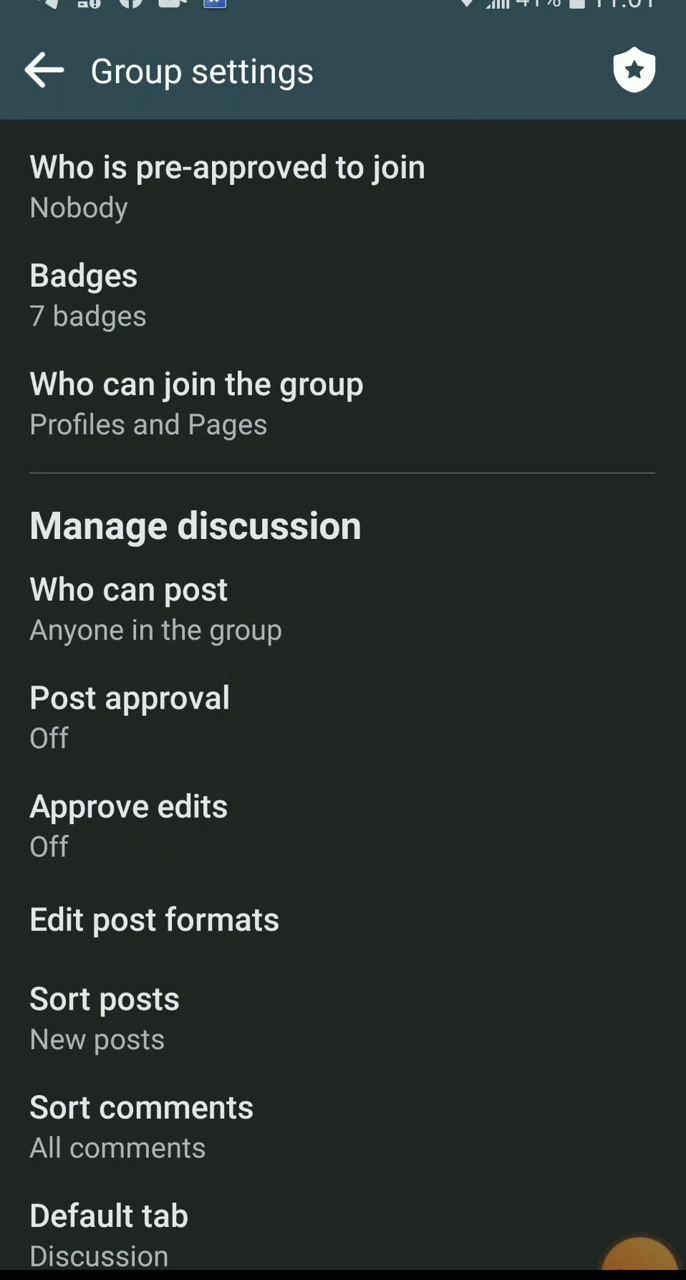 Group settings
Who is pre-approved to join
Nobody
Badges
7 badges
Who can join the group
Profiles and Pages
Manage discussion
Who can post
Anyone in the group
Post approval
Off
Approve edits
Off
Edit post formats
Sort posts
New posts
Sort comments
All comments
Default tab
Discussion